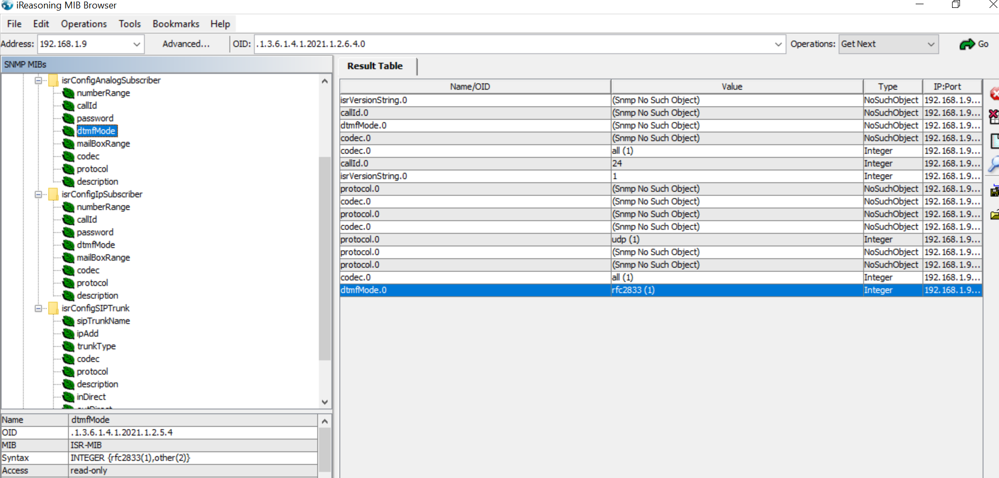 iReasoning MIB Browser
File Edit Operations Tools Bookmarks Help
Address: 192.168.1.9 Advanced... OID: .1.3.6.1.4.1.2021.1.2.6.4.0 Operations: Get Next Go
SNMP MIBs
isrConfigAnalogSubscriber
numberRange
callId
password
dtmfMode
mailBoxRange
codec
protocol
description
isrConfigIpSubscriber
numberRange
callId
password
dtmfMode
mailBoxRange
codec
protocol
description
isrConfigSIPTrunk
sipTrunkName
ipAdd
trunkType
codec
protocol
description
inDirect
Name dtmfMode
OID .1.3.6.1.4.1.2021.1.2.5.4
MIB ISR-MIB
Syntax INTEGER {rfc2833(1),other(2)}
Access read-only
Result Table
Name/OID Value Type IP:Port
isrVersionString.0 (Snmp No Such Object) NoSuchObject 192.168.1.9...
callId.0 (Snmp No Such Object) NoSuchObject 192.168.1.9...
dtmfMode.0 (Snmp No Such Object) NoSuchObject 192.168.1.9...
codec.0 (Snmp No Such Object) NoSuchObject 192.168.1.9...
codec.0 all (1) Integer 192.168.1.9...
callId.0 24 Integer 192.168.1.9...
isrVersionString.0 1 Integer 192.168.1.9...
protocol.0 (Snmp No Such Object) NoSuchObject 192.168.1.9...
codec.0 (Snmp No Such Object) NoSuchObject 192.168.1.9...
protocol.0 (Snmp No Such Object) NoSuchObject 192.168.1.9...
codec.0 (Snmp No Such Object) NoSuchObject 192.168.1.9...
protocol.0 udp (1) Integer 192.168.1.9...
protocol.0 (Snmp No Such Object) NoSuchObject 192.168.1.9...
protocol.0 (Snmp No Such Object) NoSuchObject 192.168.1.9...
codec.0 all (1) Integer 192.168.1.9...
dtmfMode.0 rfc2833 (1) Integer 192.168.1.9...